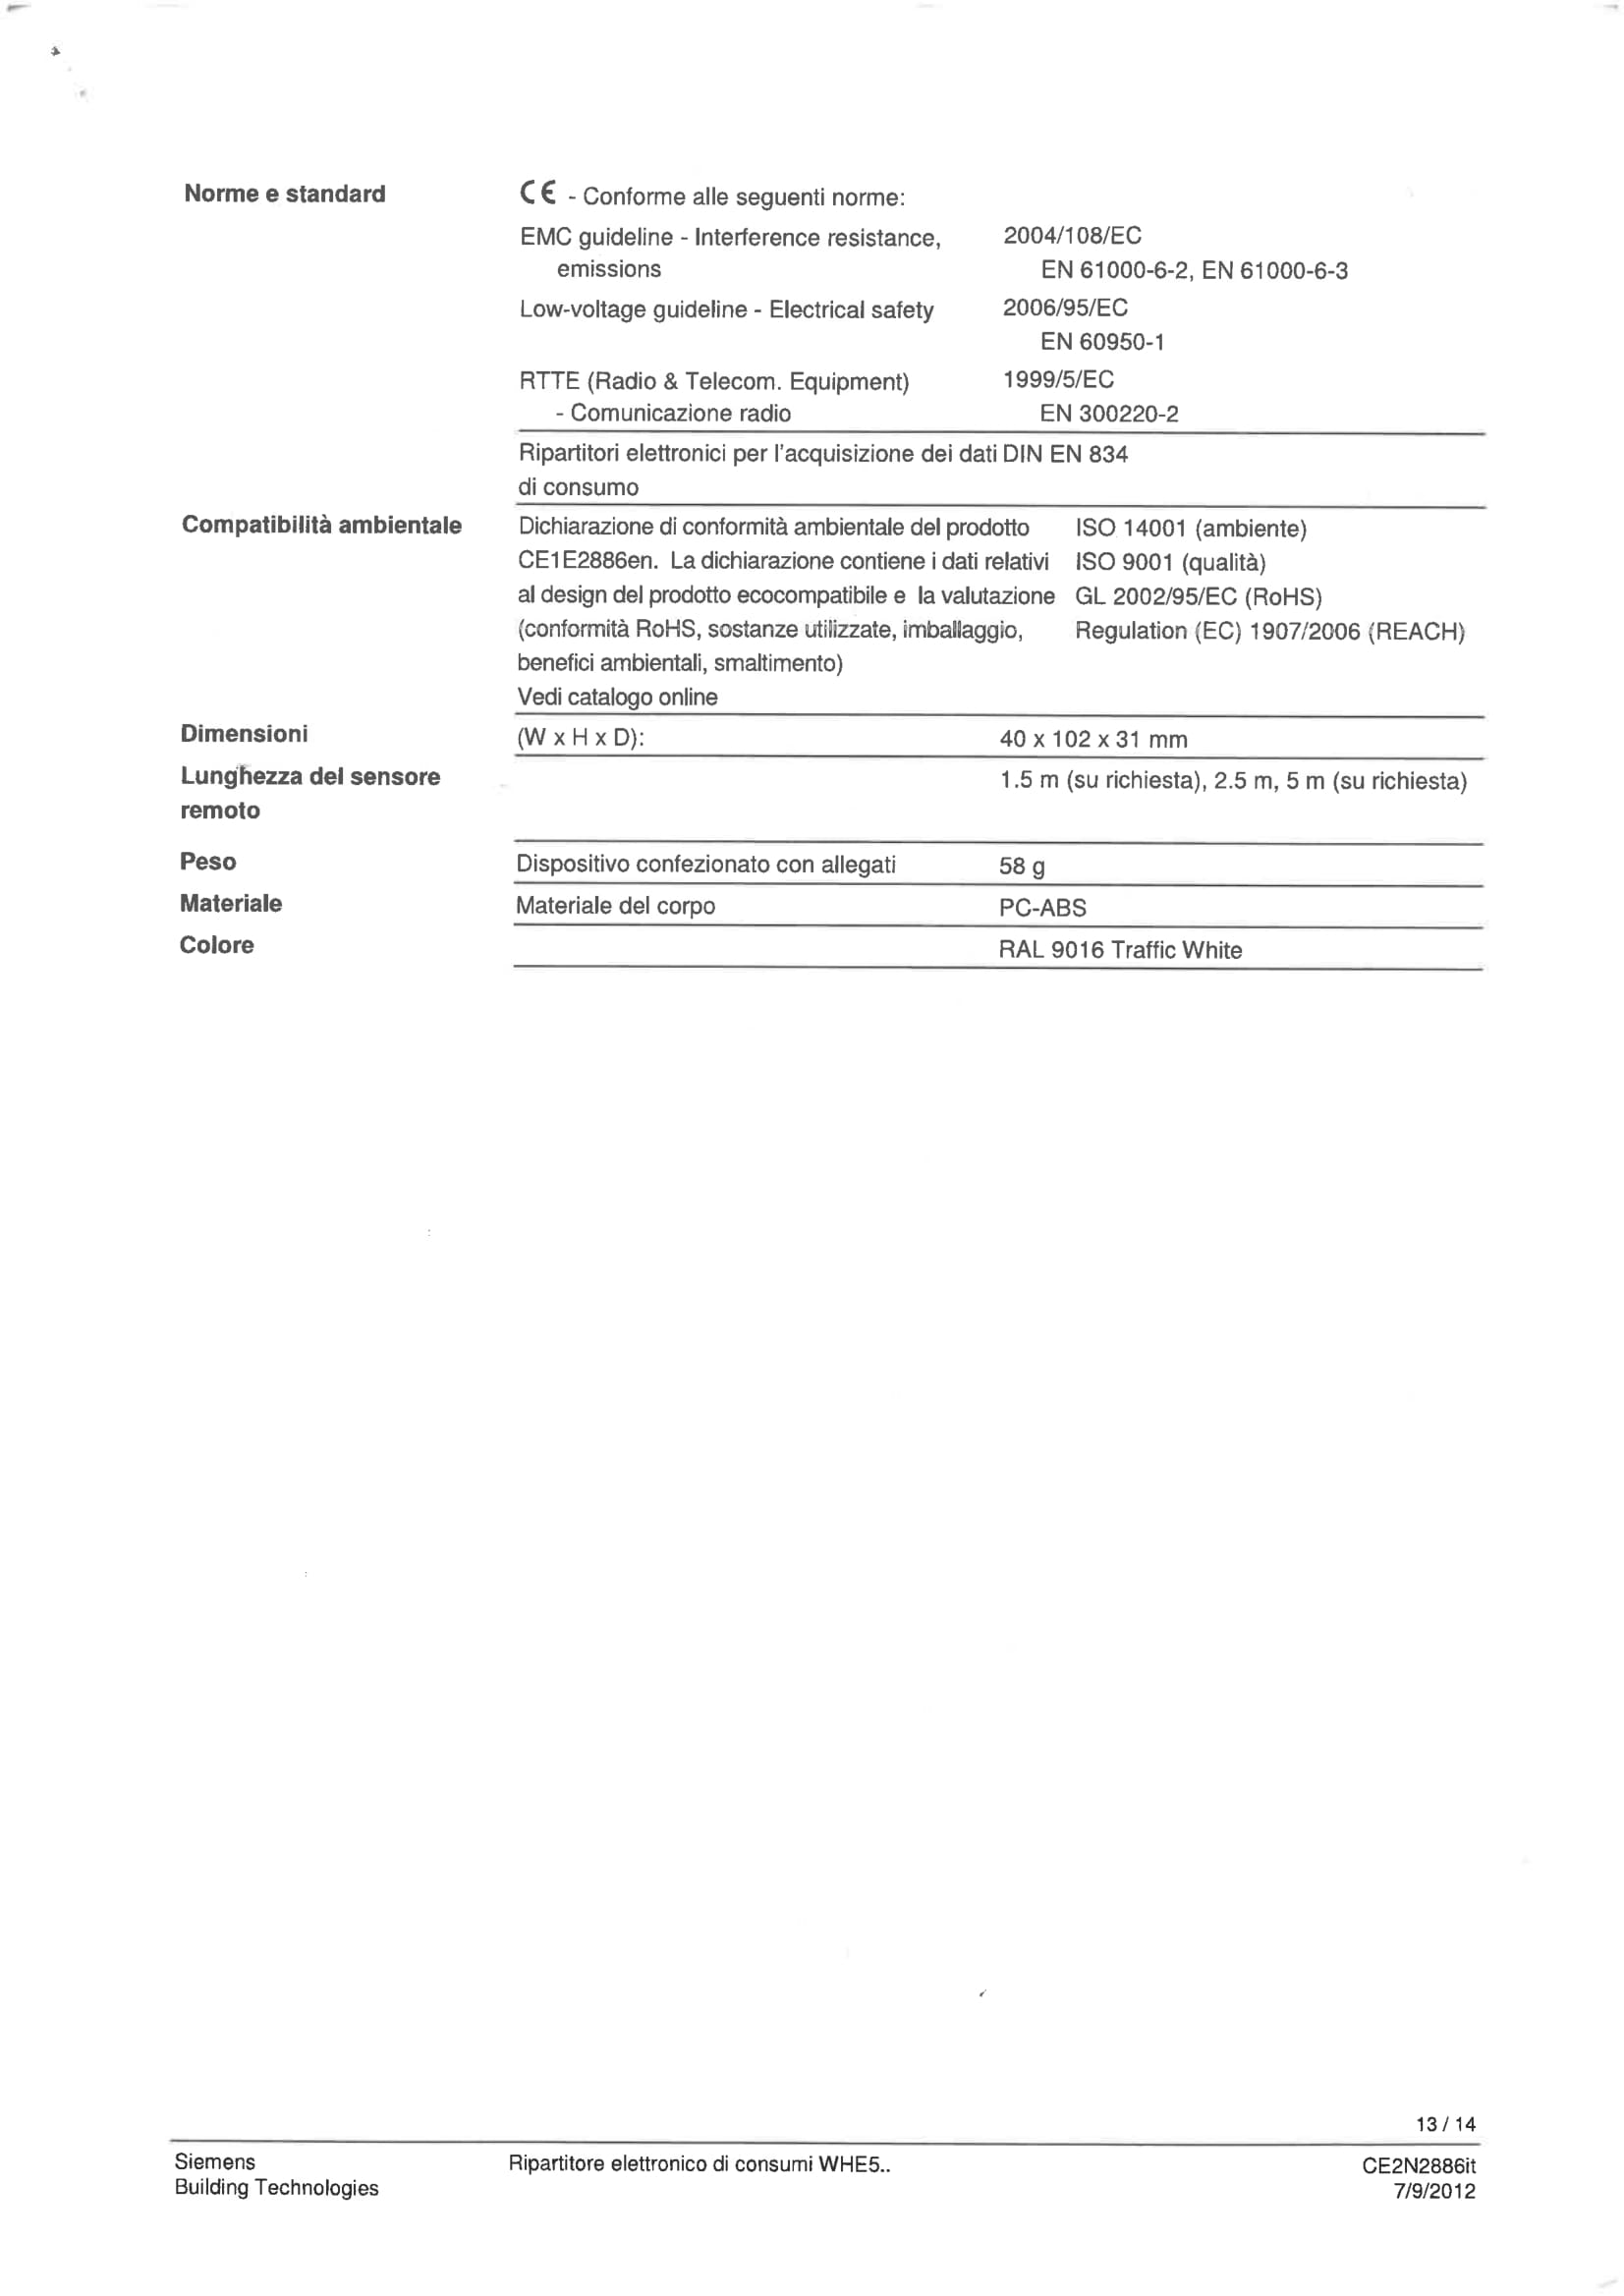 Norme e standard
CE - Conforme alle seguenti norme:
EMC guideline - Interference resistance, 2004/108/EC
emissions EN 61000-6-2, EN 61000-6-3
Low-voltage guideline - Electrical safety 2006/95/EC
EN 60950-1
RTTE (Radio & Telecom. Equipment) 1999/5/EC
- Comunicazione radio EN 300220-2
Ripartitori elettronici per l'acquisizione dei dati DIN EN 834
di consumo
Compatibilità ambientale
Dichiarazione di conformità ambientale del prodotto ISO 14001 (ambiente)
CE1E2886en. La dichiarazione contiene i dati relativi ISO 9001 (qualità)
al design del prodotto ecocompatibile e la valutazione GL 2002/95/EC (RoHS)
(conformità RoHS, sostanze utilizzate, imballaggio, Regulation (EC) 1907/2006 (REACH)
benefici ambientali, smaltimento)
Vedi catalogo online
Dimensioni (W x H x D): 40 x 102 x 31 mm
Lunghezza del sensore 1.5 m (su richiesta), 2.5 m, 5 m (su richiesta)
remoto
Peso Dispositivo confezionato con allegati 58 g
Materiale Materiale del corpo PC-ABS
Colore RAL 9016 Traffic White
13 / 14
Siemens Ripartitore elettronico di consumi WHE5.. CE2N2886it
Building Technologies 7/9/2012